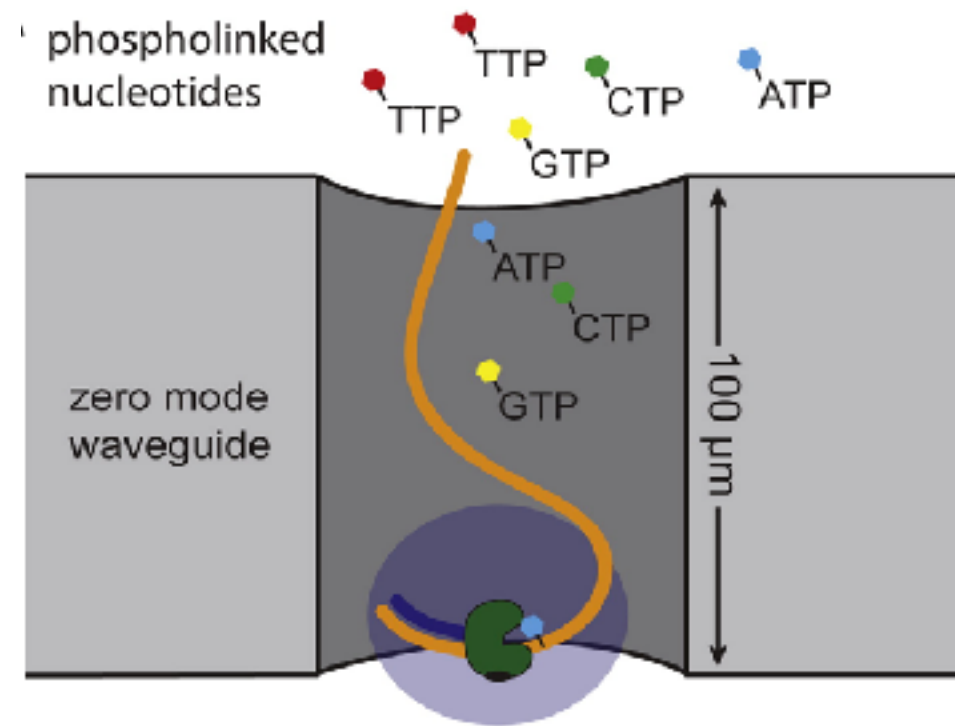 phospholinked
nucleotides
TTP
TTP
CTP
ATP
GTP
ATP
CTP
GTP
zero mode
waveguide
100 µm